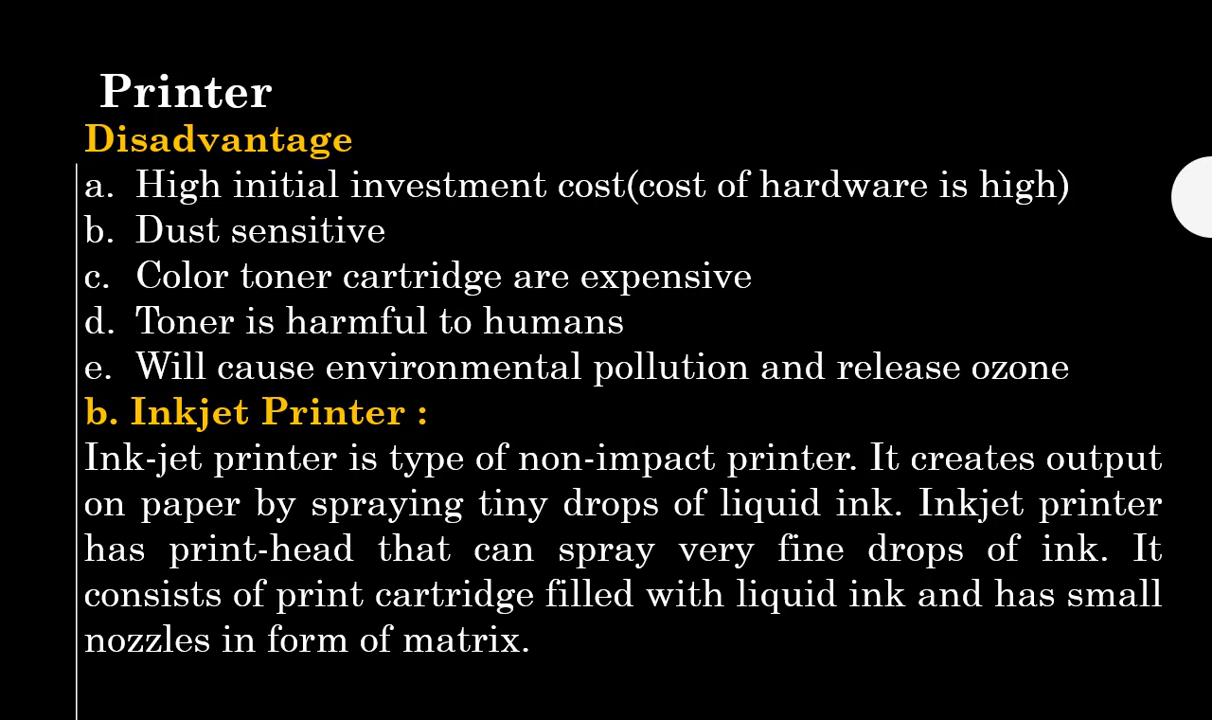 Printer
Disadvantage
a. High initial investment cost(cost of hardware is high)
b. Dust sensitive
c. Color toner cartridge are expensive
d. Toner is harmful to humans
e. Will cause environmental pollution and release ozone
b. Inkjet Printer :
Ink-jet printer is type of non-impact printer. It creates output
on paper by spraying tiny drops of liquid ink. Inkjet printer
has print-head that can spray very fine drops of ink. It
consists of print cartridge filled with liquid ink and has small
nozzles in form of matrix.